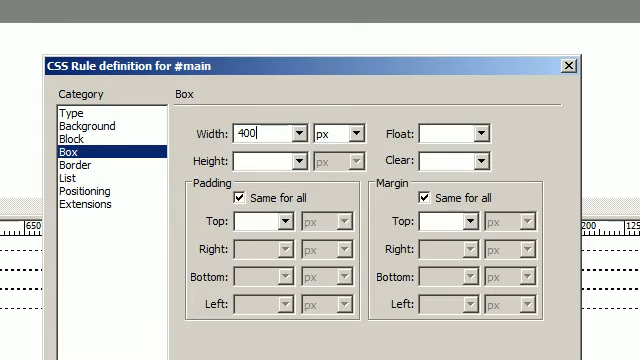 CSS Rule definition for #main
Category
Box
Type
Background
Block
Box
Border
List
Positioning
Extensions
Width: 400 px Float:
Height: px Clear:
Padding Margin
Same for all Same for all
Top: px Top: px
Right: px Right: px
Bottom: px Bottom: px
Left: px Left: px
650
200 125